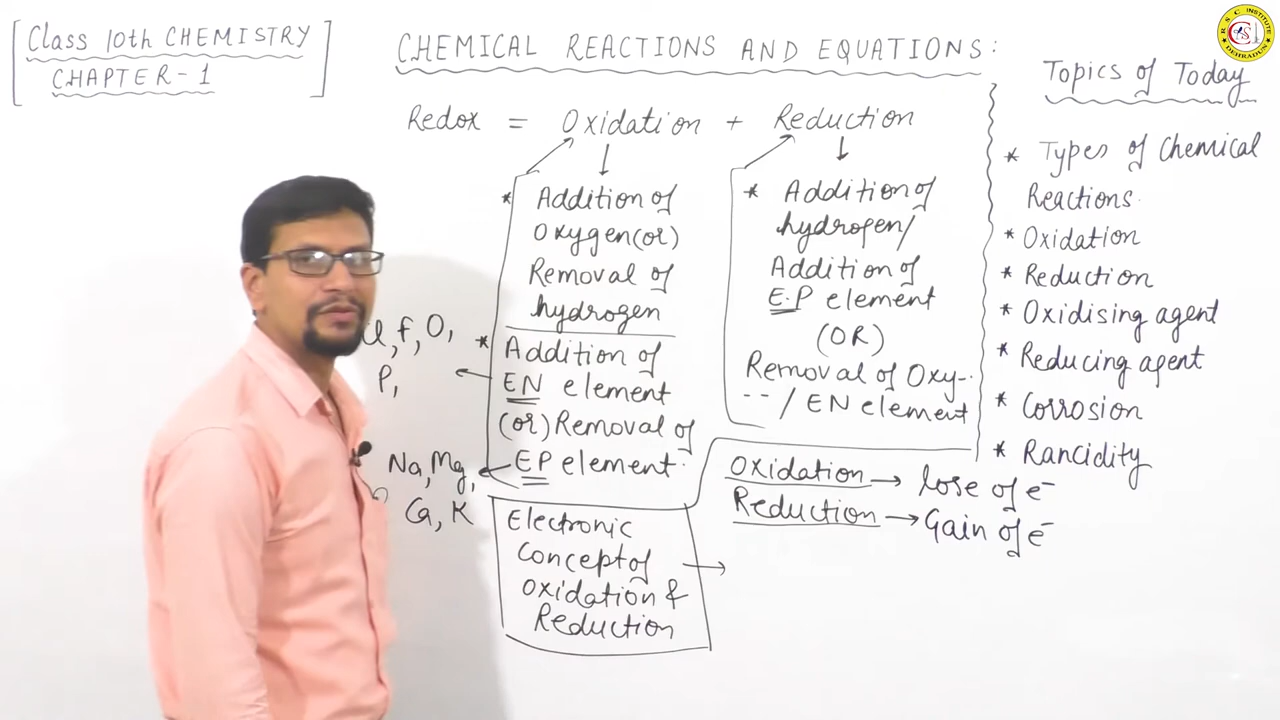 Class 10th CHEMISTRY
CHAPTER-1
CHEMICAL REACTIONS AND EQUATIONS:
Redox = Oxidation + Reduction
* Addition of
Oxygen(or)
Removal of
hydrogen
* Addition of
EN element
(or) Removal of
EP element.
F, O,
P,
Na, Mg,
Ca, K
* Addition of
hydrogen/
Addition of
E.P element
(OR)
Removal of Oxy-
--/ EN element
Electronic
Concept of
Oxidation &
Reduction
Oxidation → lose of e⁻
Reduction → Gain of e⁻
Topics of Today
* Types of Chemical
Reactions.
* Oxidation
* Reduction
* Oxidising agent
* Reducing agent
* Corrosion
* Rancidity
R S C INSTITUTE
DEHRADUN